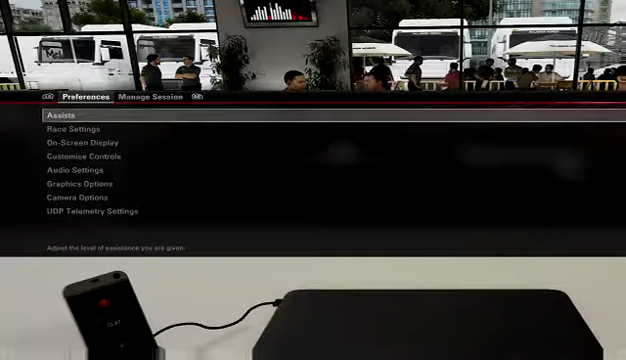 Preferences Manage Session
Assists
Race Settings
On-Screen Display
Customise Controls
Audio Settings
Graphics Options
Camera Options
UDP Telemetry Settings
Adjust the level of assistance you are given.